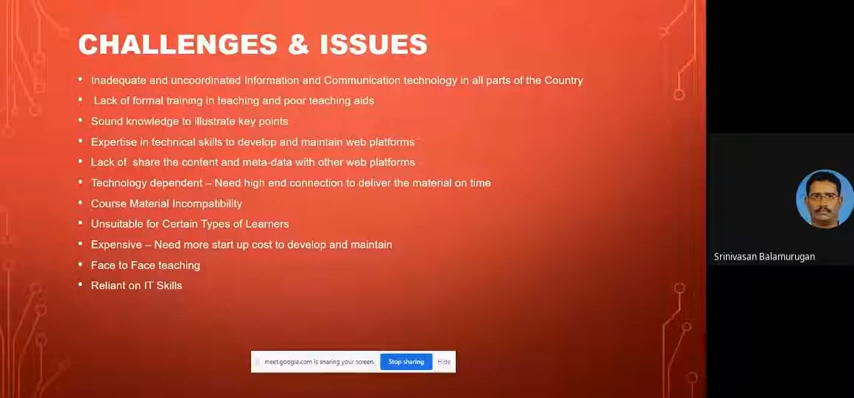 CHALLENGES & ISSUES
• Inadequate and uncoordinated Information and Communication technology in all parts of the Country
• Lack of formal training in teaching and poor teaching aids
• Sound knowledge to illustrate key points
• Expertise in technical skills to develop and maintain web platforms
• Lack of share the content and meta-data with other web platforms
• Technology dependent – Need high end connection to deliver the material on time
• Course Material Incompatibility
• Unsuitable for Certain Types of Learners
• Expensive – Need more start up cost to develop and maintain
• Face to Face teaching
• Reliant on IT Skills
Srinivasan Balamurugan
meet.google.com is sharing your screen. Stop sharing Hide